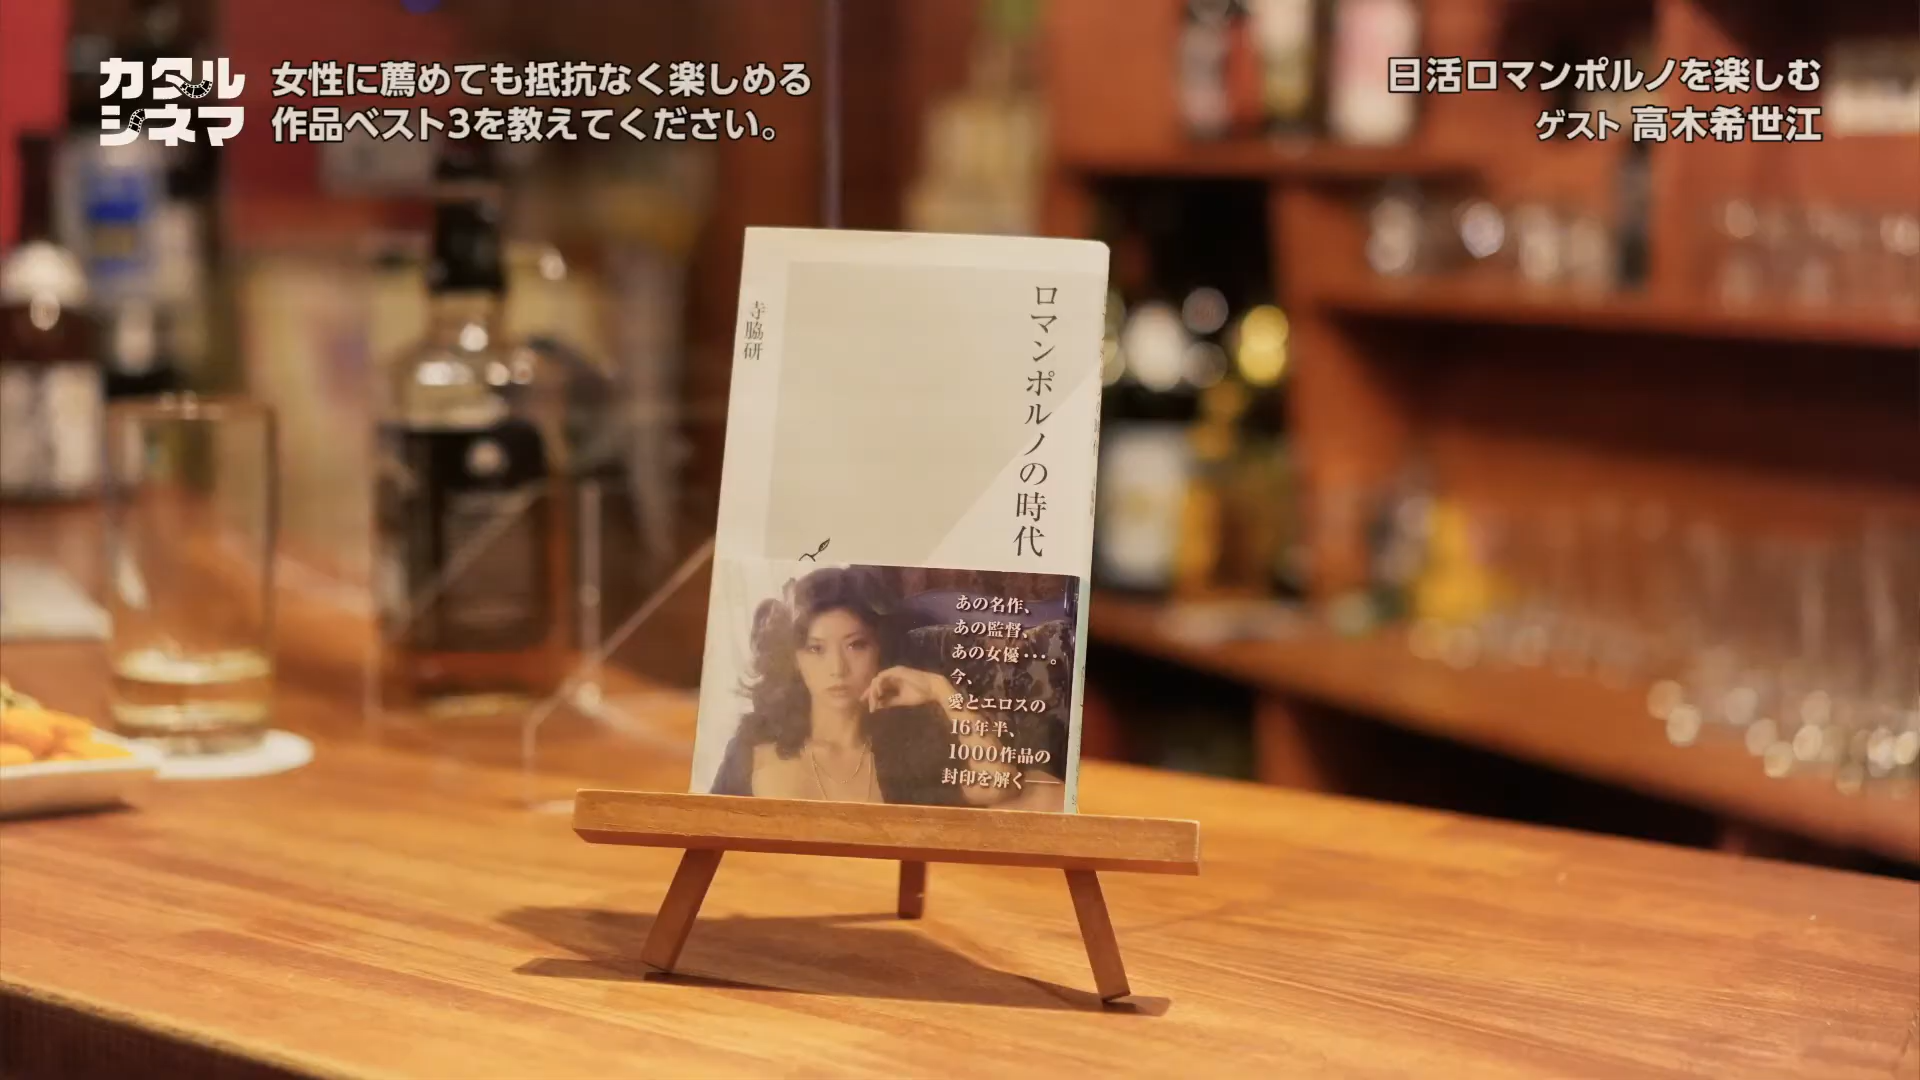 カタル
シネマ
女性に薦めても抵抗なく楽しめる
作品ベスト3を教えてください。
日活ロマンポルノを楽しむ
ゲスト 高木希世江
ロマンポルノの時代
寺脇研
あの名作、
あの監督、
あの女優・・・。
今、
愛とエロスの
16年半、
1000作品の
封印を解く――